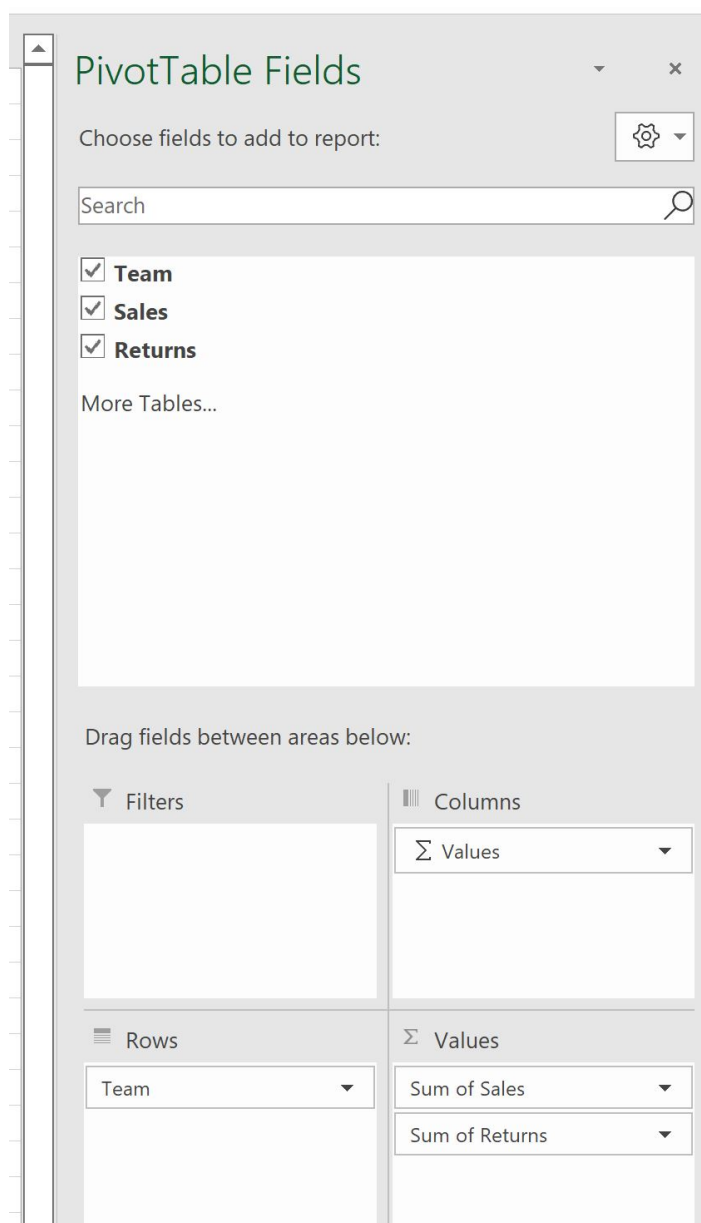 PivotTable Fields
Choose fields to add to report:
Search
Team
Sales
Returns
More Tables...
Drag fields between areas below:
Filters
Columns
Σ Values
Rows
Σ Values
Team
Sum of Sales
Sum of Returns